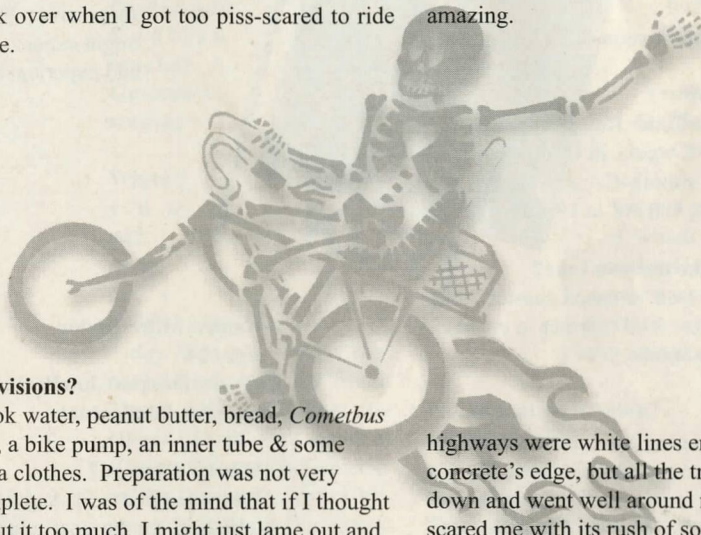 k over when I got too piss-scared to ride
e.
visions?
ok water, peanut butter, bread, Cometbus
, a bike pump, an inner tube & some
a clothes. Preparation was not very
plete. I was of the mind that if I thought
ut it too much, I might just lame out and
amazing.
highways were white lines
concrete's edge, but all the
down and went well around
scared me with its rush of